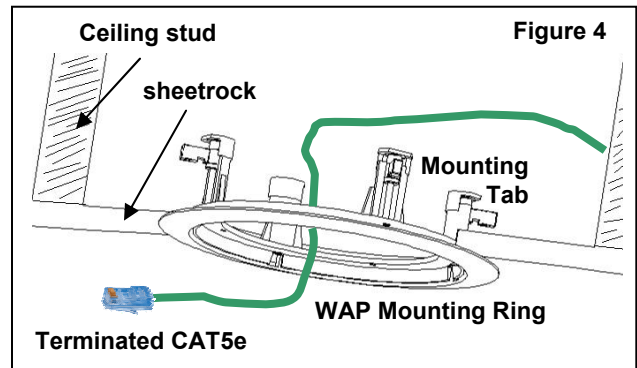 Figure 4
Ceiling stud
sheetrock
Mounting
Tab
WAP Mounting Ring
Terminated CAT5e